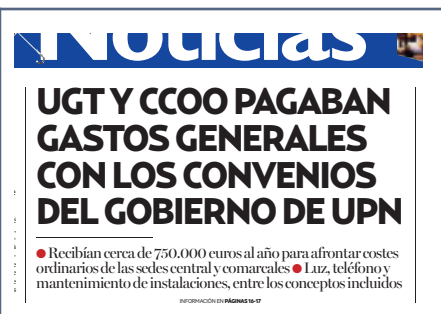 Noticias
UGT Y CCOO PAGABAN
GASTOS GENERALES
CON LOS CONVENIOS
DEL GOBIERNO DE UPN
● Recibían cerca de 750.000 euros al año para afrontar costes
ordinarios de las sedes central y comarcales ● Luz, teléfono y
mantenimiento de instalaciones, entre los conceptos incluidos
INFORMACIÓN EN PÁGINAS 16-17